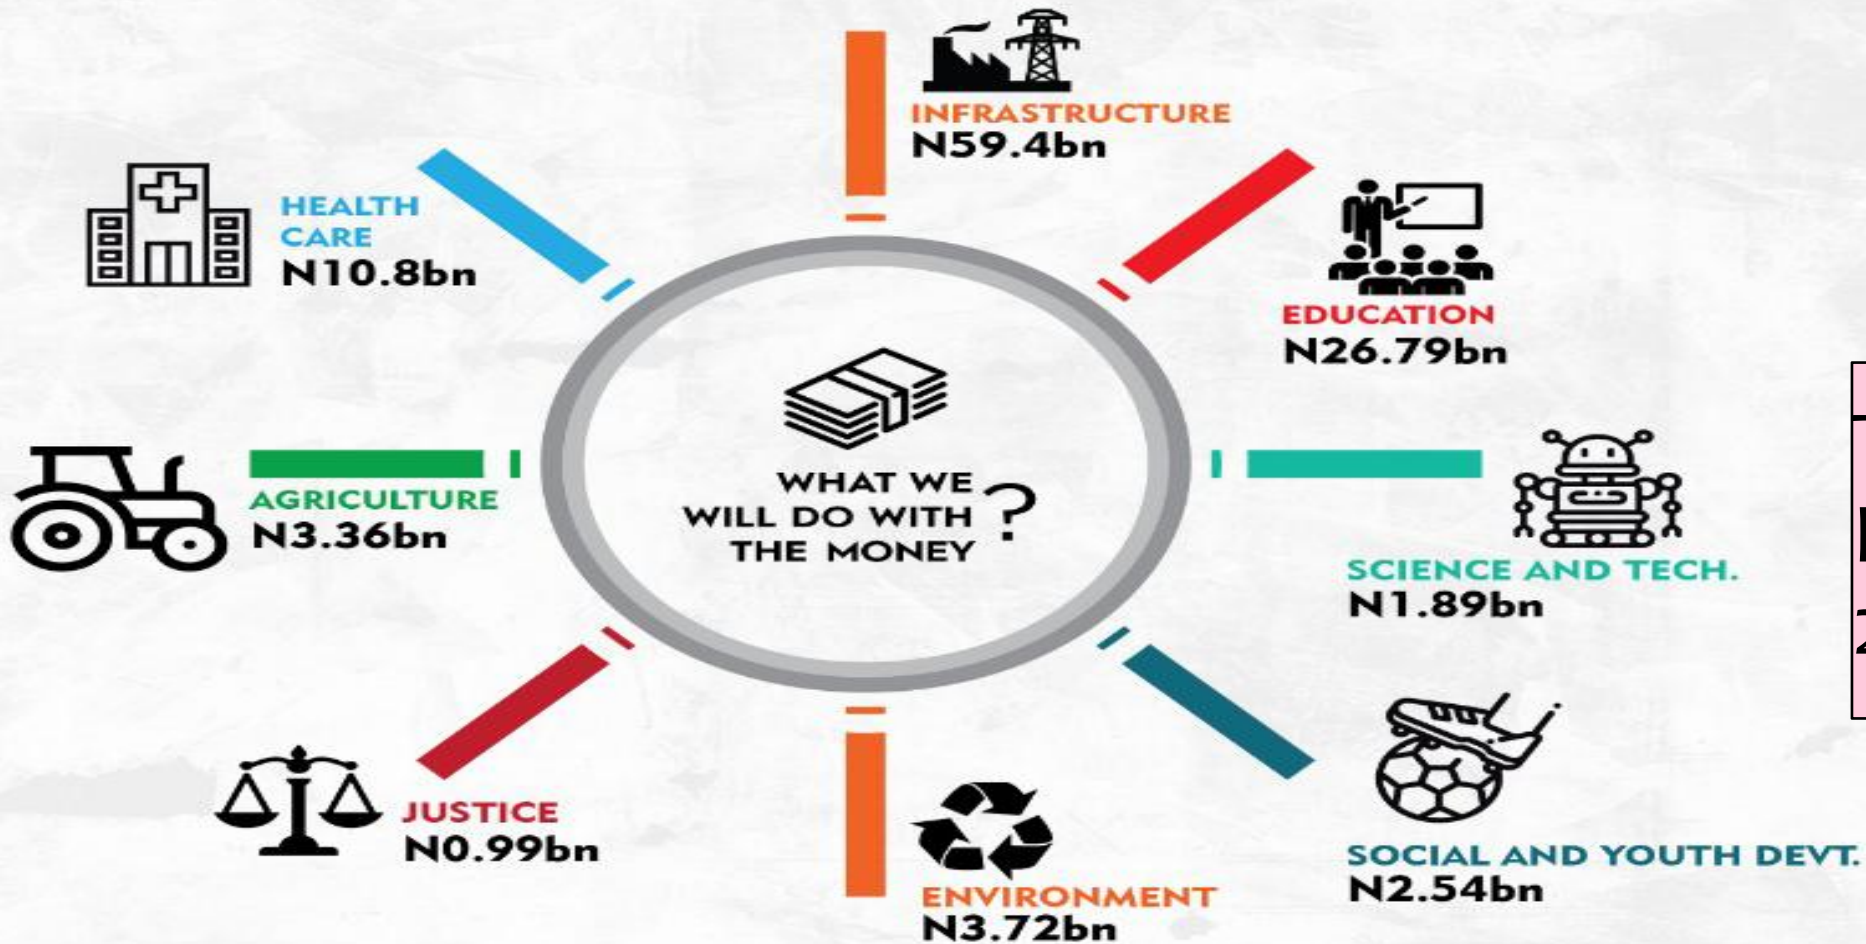 INFRASTRUCTURE
N59.4bn
HEALTH
CARE
N10.8bn
EDUCATION
N26.79bn
WHAT WE
WILL DO WITH
THE MONEY ?
AGRICULTURE
N3.36bn
SCIENCE AND TECH.
N1.89bn
JUSTICE
N0.99bn
SOCIAL AND YOUTH DEVT.
N2.54bn
ENVIRONMENT
N3.72bn